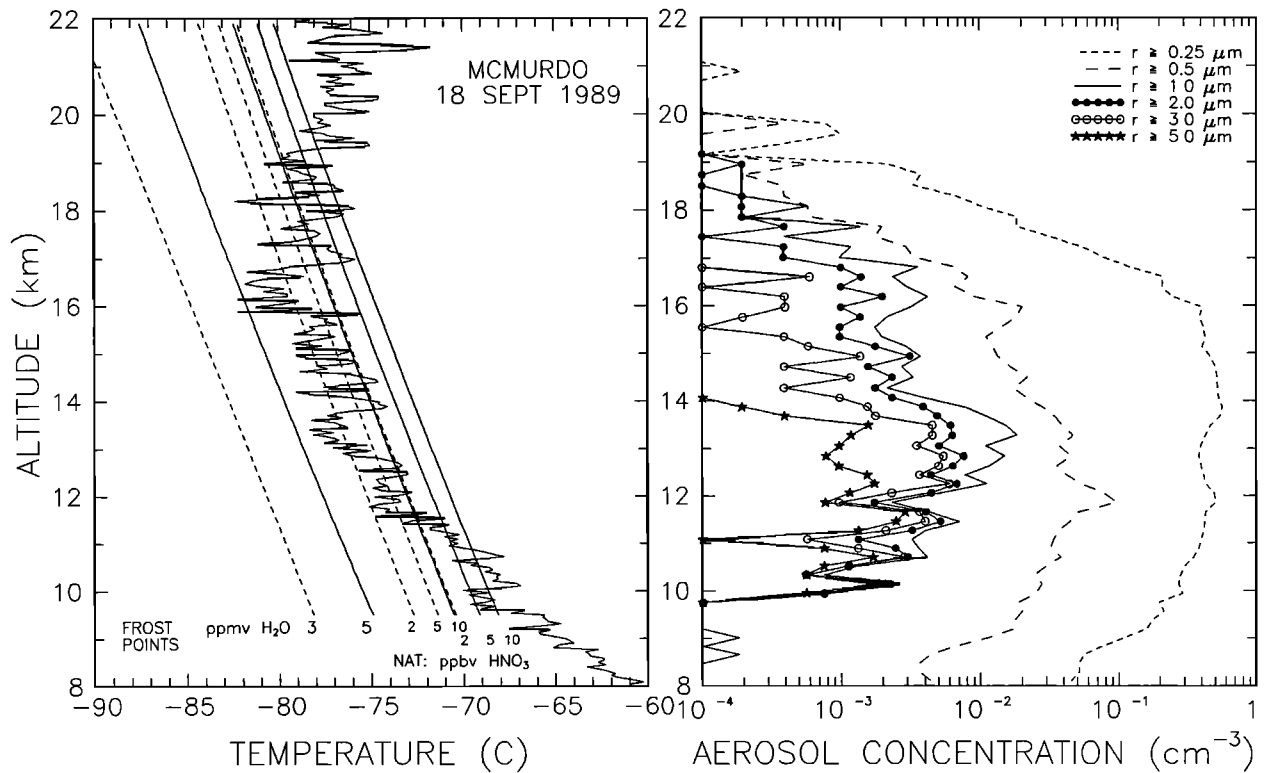 22
20
18
16
14
12
10
8
ALTITUDE (km)
MCMURDO
18 SEPT 1989
FROST POINTS ppmv H₂O 3 5 2 5 10
2 5 10
NAT: ppbv HNO₃
-90 -85 -80 -75 -70 -65 -60
TEMPERATURE (C)
22
20
18
16
14
12
10
8
r ≧ 0.25 μm
r ≧ 0.5 μm
r ≧ 1 0 μm
r ≧ 2.0 μm
r ≧ 3 0 μm
r ≧ 5 0 μm
10⁻⁴ 10⁻³ 10⁻² 10⁻¹ 1
AEROSOL CONCENTRATION (cm⁻³)